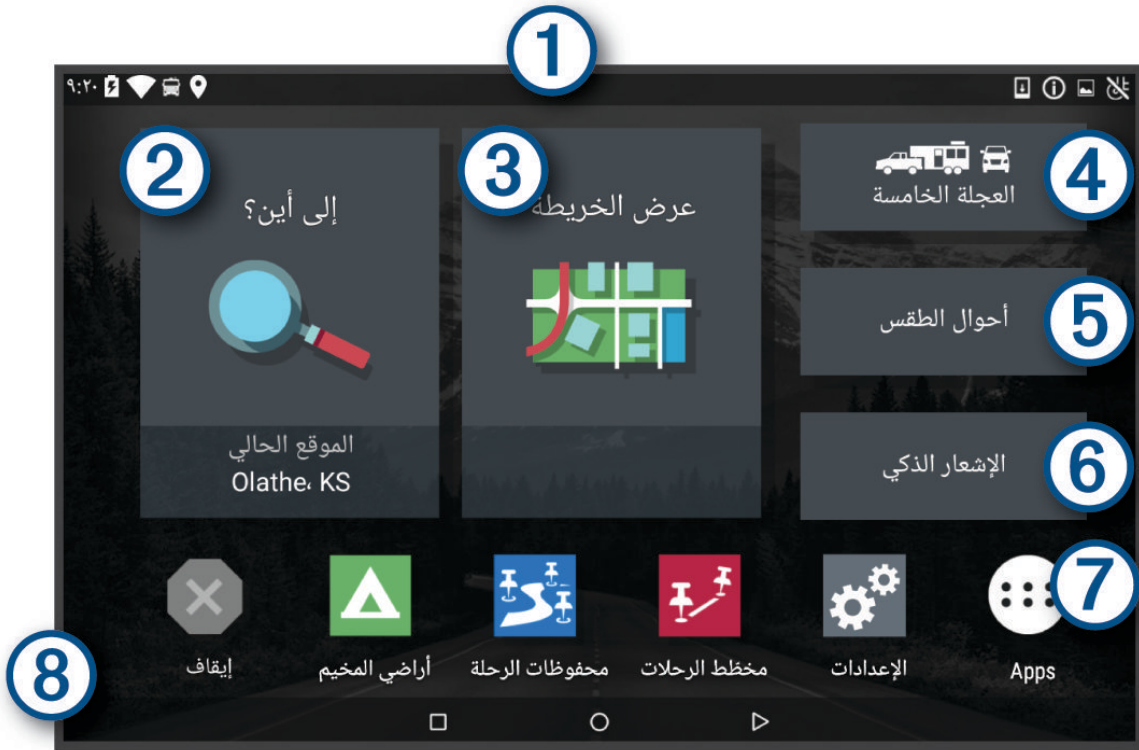 1
٩:٢٠
2
إلى أين؟
الموقع الحالي
Olathe، KS
3
عرض الخريطة
4
العجلة الخامسة
5
أحوال الطقس
6
الإشعار الذكي
7
Apps
الإعدادات
مخطّط الرحلات
محفوظات الرحلة
أراضي المخيم
إيقاف
8